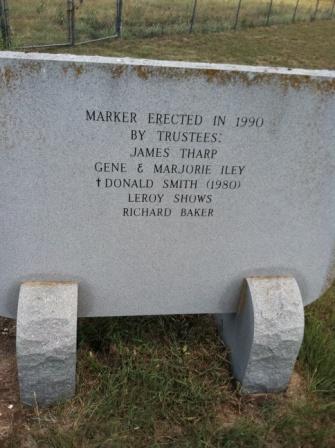 MARKER ERECTED IN 1990
BY TRUSTEES:
JAMES THARP
GENE & MARJORIE ILEY
† DONALD SMITH (1980)
LEROY SHOWS
RICHARD BAKER